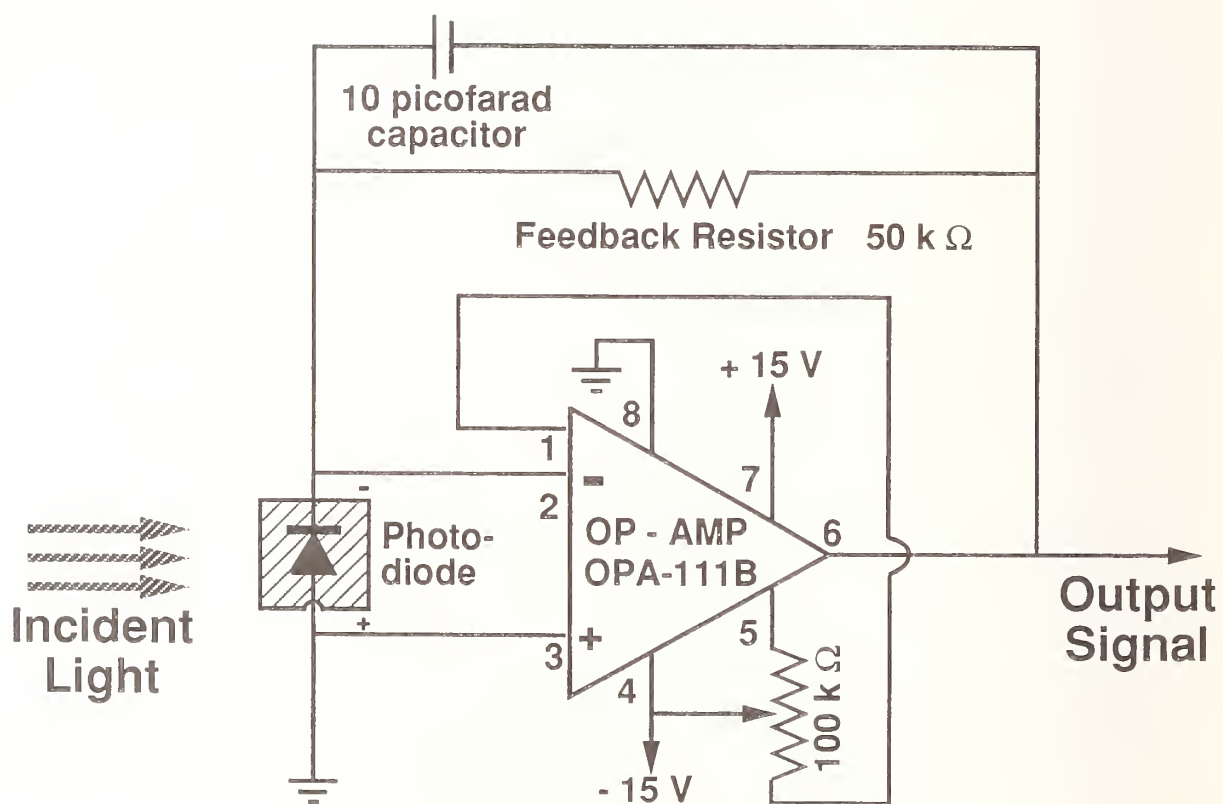 10 picofarad
capacitor
Feedback Resistor 50 k Ω
+ 15 V
8
1
7
-
-
2
6
Photo-
diode
OP - AMP
OPA-111B
Incident
Light
+
+
3
5
4
100 k Ω
Output
Signal
- 15 V